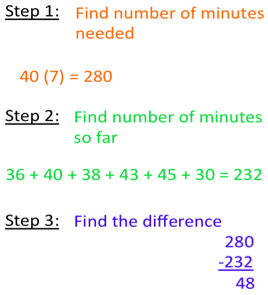 Step 1: Find number of minutes
needed
40 (7) = 280
Step 2: Find number of minutes
so far
36 + 40 + 38 + 43 + 45 + 30 = 232
Step 3: Find the difference
280
-232
48